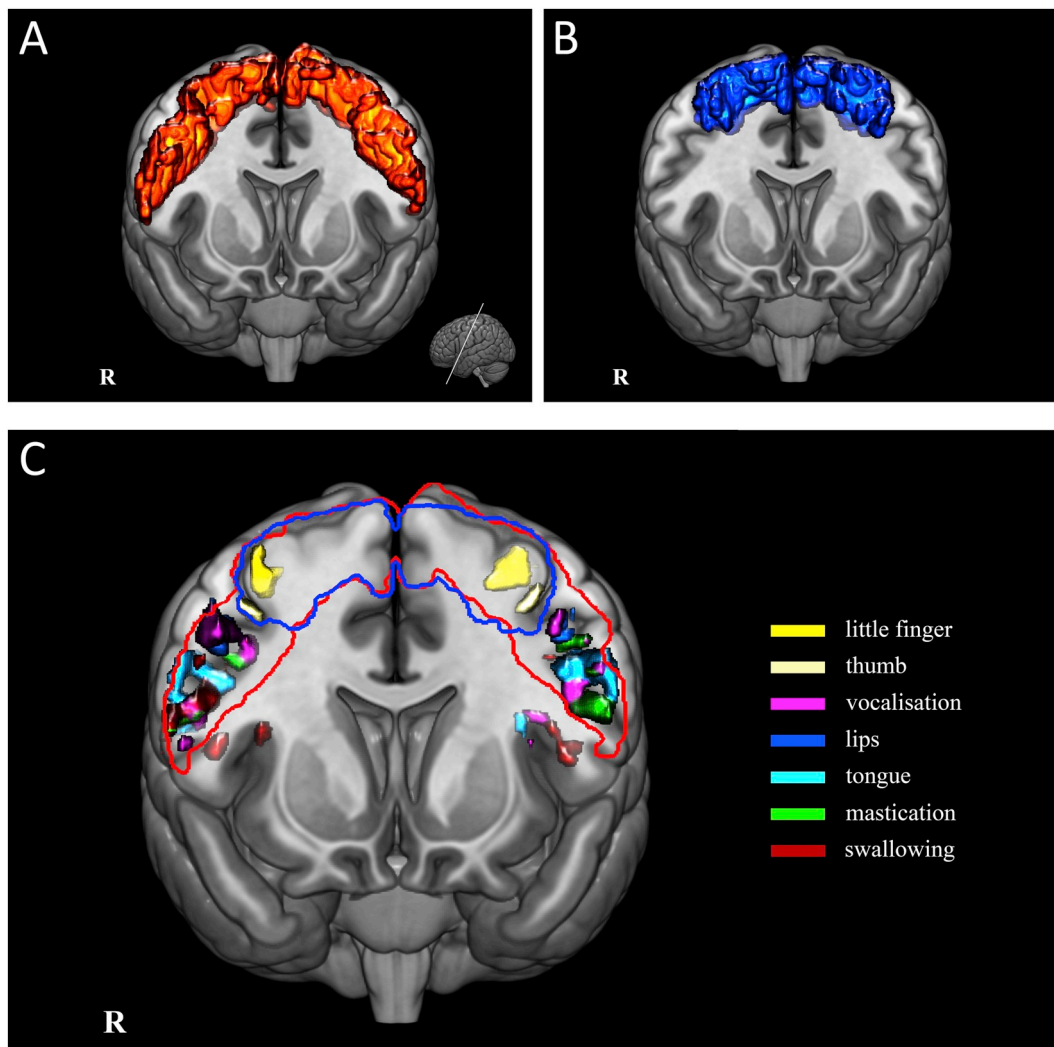 A
B
R
R
C
little finger
thumb
vocalisation
lips
tongue
mastication
swallowing
R